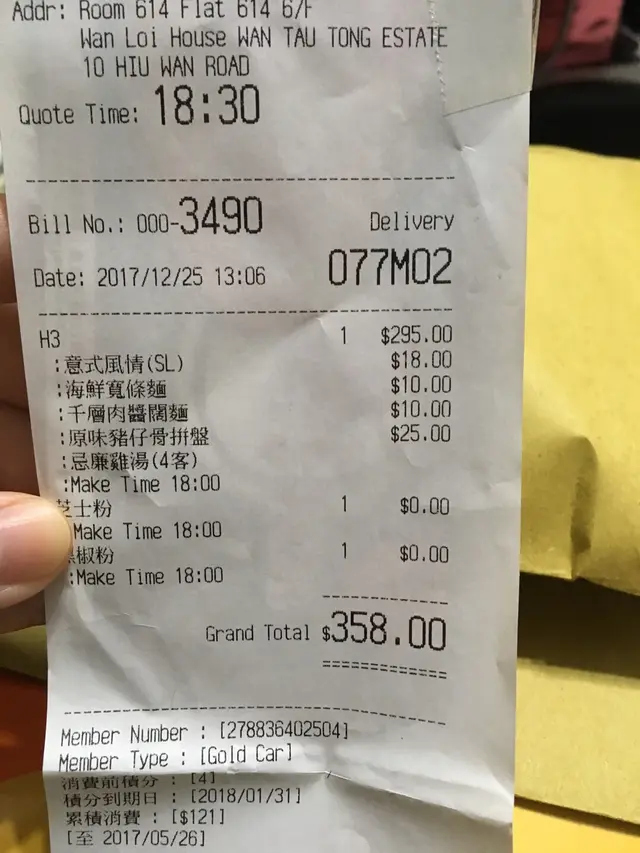 Addr: Room 614 Flat 614 6/F
Wan Loi House WAN TAU TONG ESTATE
10 HIU WAN ROAD
Quote Time: 18:30
Bill No.: 000-3490 Delivery
Date: 2017/12/25 13:06 077M02
H3 1 $295.00
:意式風情(SL) $18.00
:海鮮寬條麵 $10.00
:千層肉醬闊麵 $10.00
:原味豬仔骨拼盤 $25.00
:忌廉雞湯(4客)
:Make Time 18:00
芝士粉 1 $0.00
Make Time 18:00
椒粉 1 $0.00
:Make Time 18:00
Grand Total $358.00
Member Number : [278836402504]
Member Type : [Gold Car]
消費前積分 : [4]
積分到期日 : [2018/01/31]
累積消費 : [$121]
[至 2017/05/26]